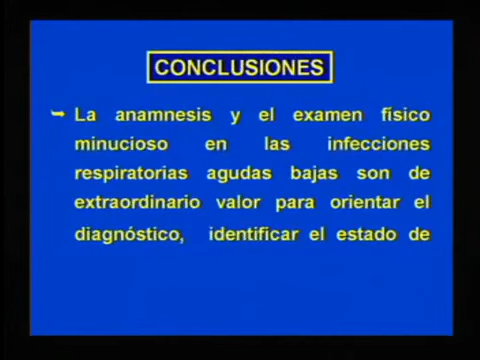 CONCLUSIONES
➥ La anamnesis y el examen físico
minucioso en las infecciones
respiratorias agudas bajas son de
extraordinario valor para orientar el
diagnóstico, identificar el estado de